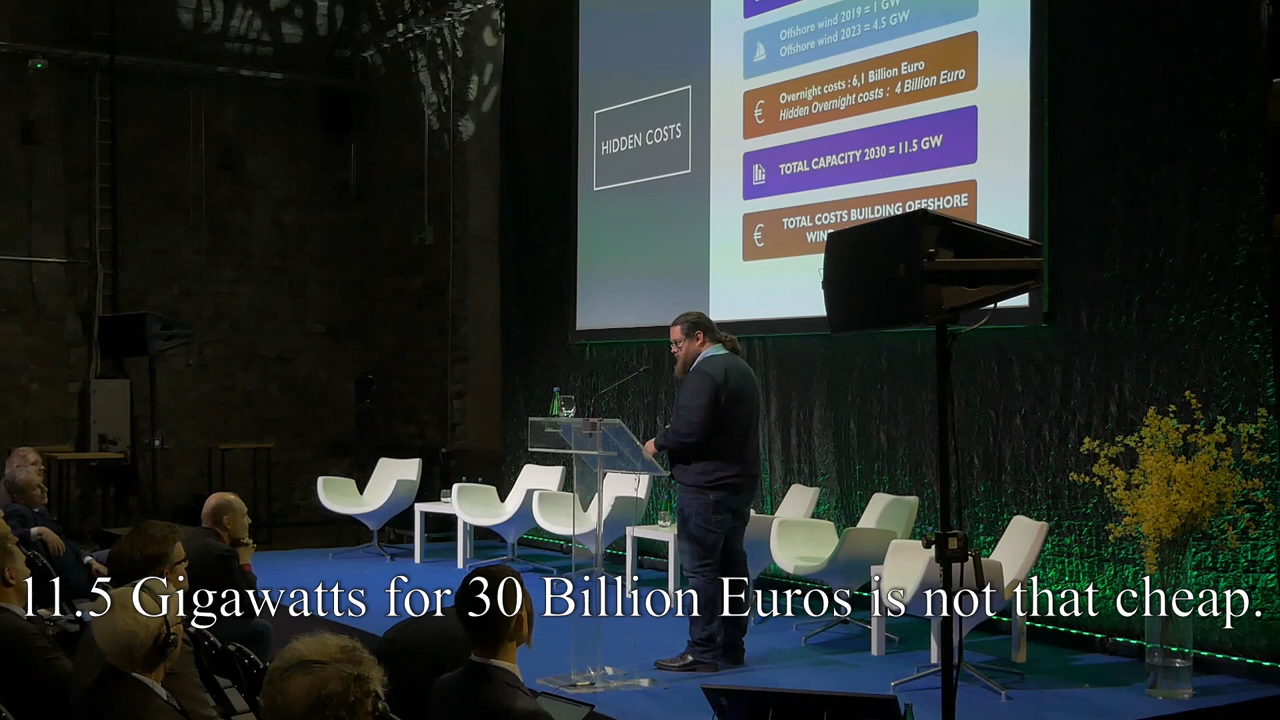 Offshore wind 2019 = 1 GW
Offshore wind 2023 = 4.5 GW
Overnight costs : 6,1 Billion Euro
Hidden Overnight costs : 4 Billion Euro
HIDDEN COSTS
TOTAL CAPACITY 2030 = 11.5 GW
€
€
TOTAL COSTS BUILDING OFFSHORE
11.5 Gigawatts for 30 Billion Euros is not that cheap.